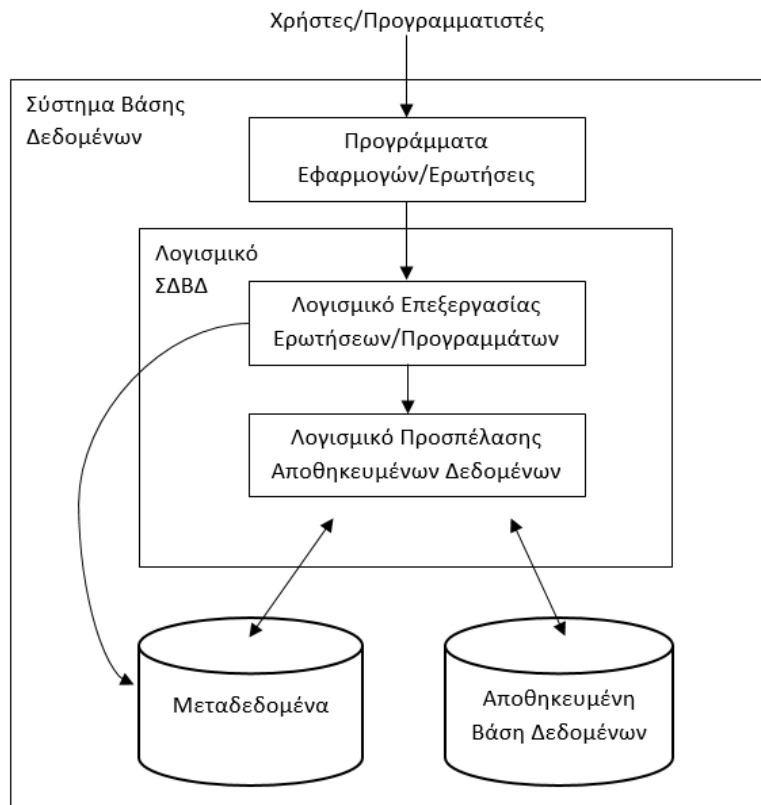 Χρήστες/Προγραμματιστές
Σύστημα Βάσης
Δεδομένων
Προγράμματα
Εφαρμογών/Ερωτήσεις
Λογισμικό
ΣΔΒΔ
Λογισμικό Επεξεργασίας
Ερωτήσεων/Προγραμμάτων
Λογισμικό Προσπέλασης
Αποθηκευμένων Δεδομένων
Μεταδεδομένα
Αποθηκευμένη
Βάση Δεδομένων